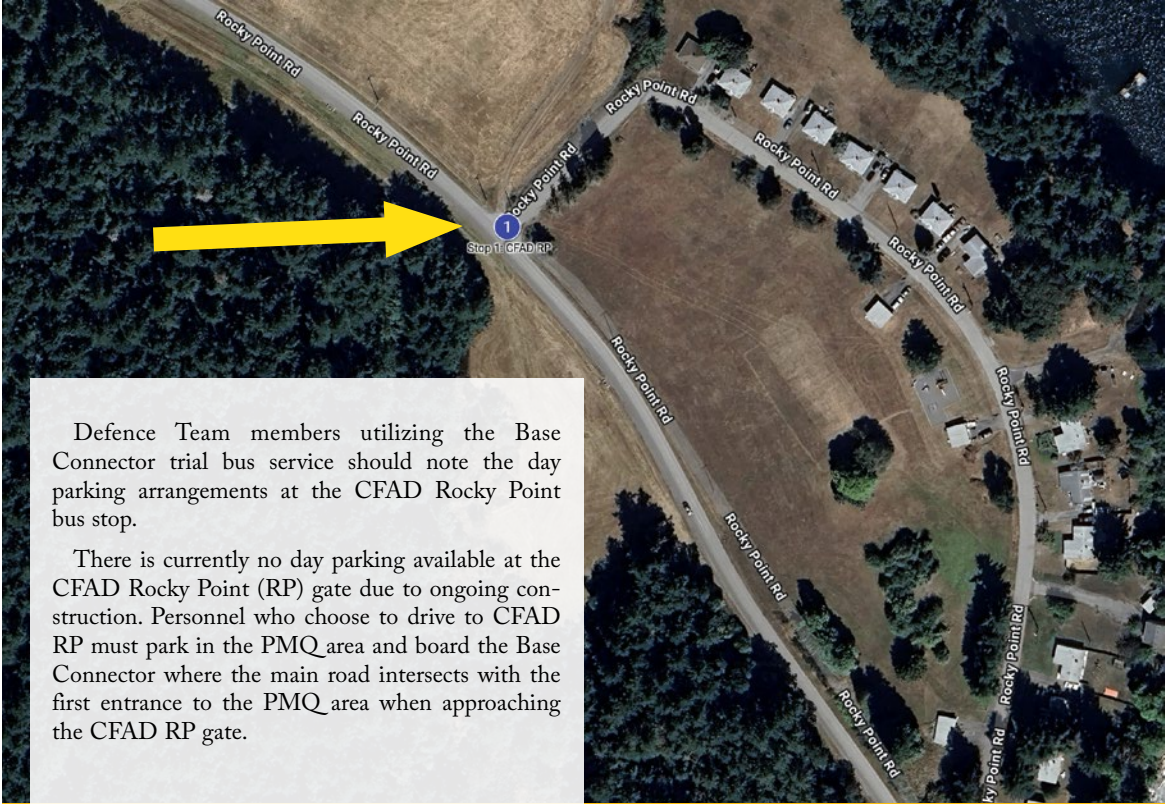 Rocky Point Rd
Rocky Point Rd
Rocky Point Rd
Rocky Point Rd
Rocky Point Rd
ocky Point Rd
1
Stop 1: CFAD RP
Rocky Point Rd
Rocky Point Rd
Rocky Point Rd
Rocky Point Rd
Rocky Point Rd
Rocky Point Rd
ky Point Rd
Defence Team members utilizing the Base
Connector trial bus service should note the day
parking arrangements at the CFAD Rocky Point
bus stop.
There is currently no day parking available at the
CFAD Rocky Point (RP) gate due to ongoing con-
struction. Personnel who choose to drive to CFAD
RP must park in the PMQ area and board the Base
Connector where the main road intersects with the
first entrance to the PMQ area when approaching
the CFAD RP gate.